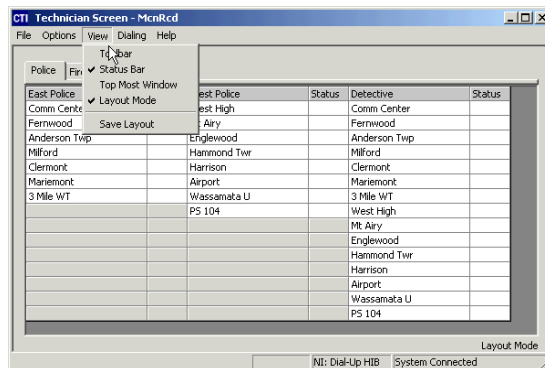 CTI Technician Screen - McnRcd
File Options View Dialing Help
Toolbar
Status Bar
Top Most Window
Layout Mode
Save Layout
Police Fire
East Police West Police Status Detective Status
Comm Center West High Comm Center
Fernwood Mt Airy Fernwood
Anderson Twp Englewood Anderson Twp
Milford Hammond Twr Milford
Clermont Harrison Clermont
Mariemont Airport Mariemont
3 Mile WT Wassamata U 3 Mile WT
PS 104 West High
Mt Airy
Englewood
Hammond Twr
Harrison
Airport
Wassamata U
PS 104
Layout Mode
NI: Dial-Up HIB System Connected